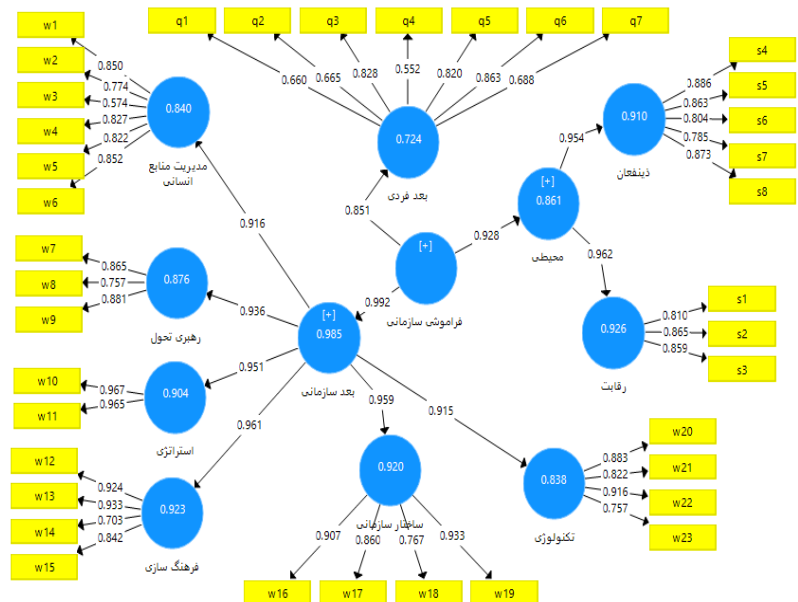 q1
q2
q3
q4
q5
q6
q7
w1
w2
w3
w4
w5
w6
0.850
0.774
0.574
0.827
0.822
0.852
0.840
مدیریت منابع
انسانی
0.660
0.665
0.828
0.552
0.820
0.863
0.688
0.724
بعد فردی
s4
s5
s6
s7
s8
0.886
0.863
0.804
0.785
0.873
0.910
ذینفعان
0.954
[+]
0.861
محیطی
0.962
0.851
0.928
[+]
فراموشی سازمانی
0.992
0.916
w7
w8
w9
0.865
0.757
0.881
0.876
رهبری تحول
0.936
[+]
0.985
بعد سازمانی
s1
s2
s3
0.810
0.865
0.859
0.926
رقابت
w10
w11
0.967
0.965
0.904
استراتژی
0.951
0.961
0.959
0.915
w12
w13
w14
w15
0.924
0.933
0.703
0.842
0.923
فرهنگ سازی
0.920
ساختار سازمانی
0.907
0.860
0.767
0.933
w16
w17
w18
w19
0.838
تکنولوژی
0.883
0.822
0.916
0.757
w20
w21
w22
w23